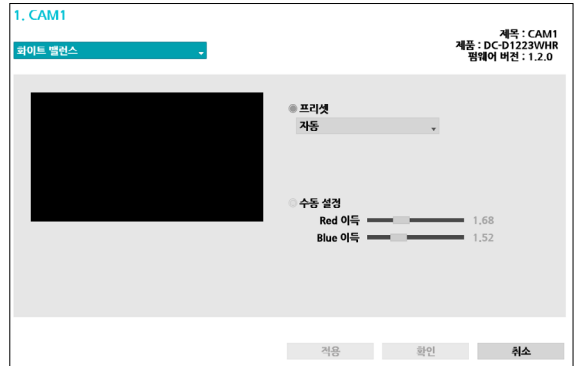 1. CAM1
화이트 밸런스
제목 : CAM1
제품 : DC-D1223WHR
펌웨어 버전 : 1.2.0
프리셋
자동
수동 설정
Red 이득 1.68
Blue 이득 1.52
적용 확인 취소